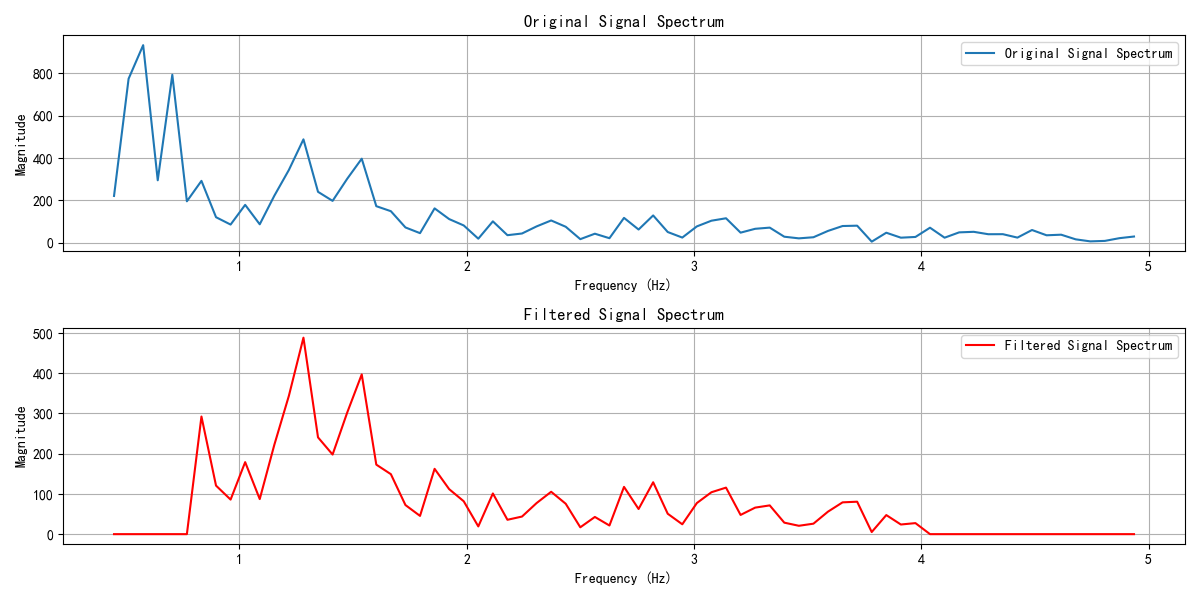 Original Signal Spectrum
Original Signal Spectrum
Magnitude
800
600
400
200
0
1 2 3 4 5
Frequency (Hz)
Filtered Signal Spectrum
Filtered Signal Spectrum
Magnitude
500
400
300
200
100
0
1 2 3 4 5
Frequency (Hz)